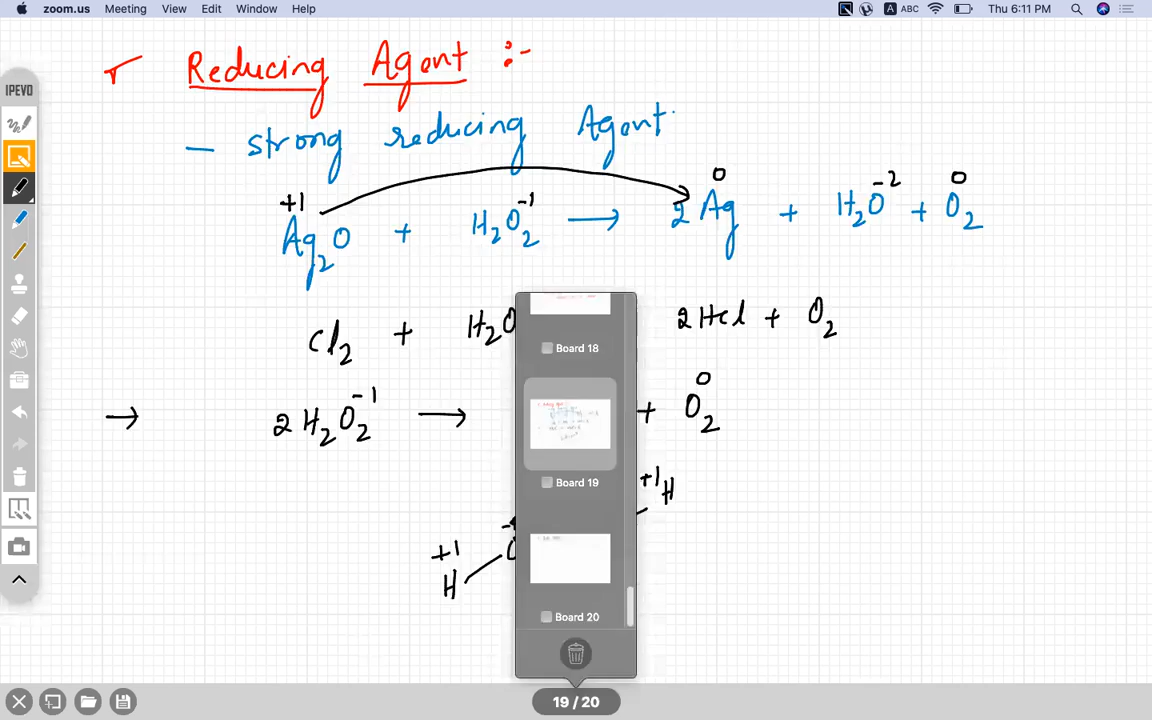 zoom.us Meeting View Edit Window Help
A ABC Thu 6:11 PM
IPEVO
Reducing Agent :-
- strong reducing Agent
+1 -1 0 -2 0
Ag2O + H2O2 → 2Ag + H2O + O2
Cl2 + H2O 2HCl + O2
-1 0
→ 2H2O2 → + O2
+1 H
+1
H
Board 18
Board 19
Board 20
19 / 20